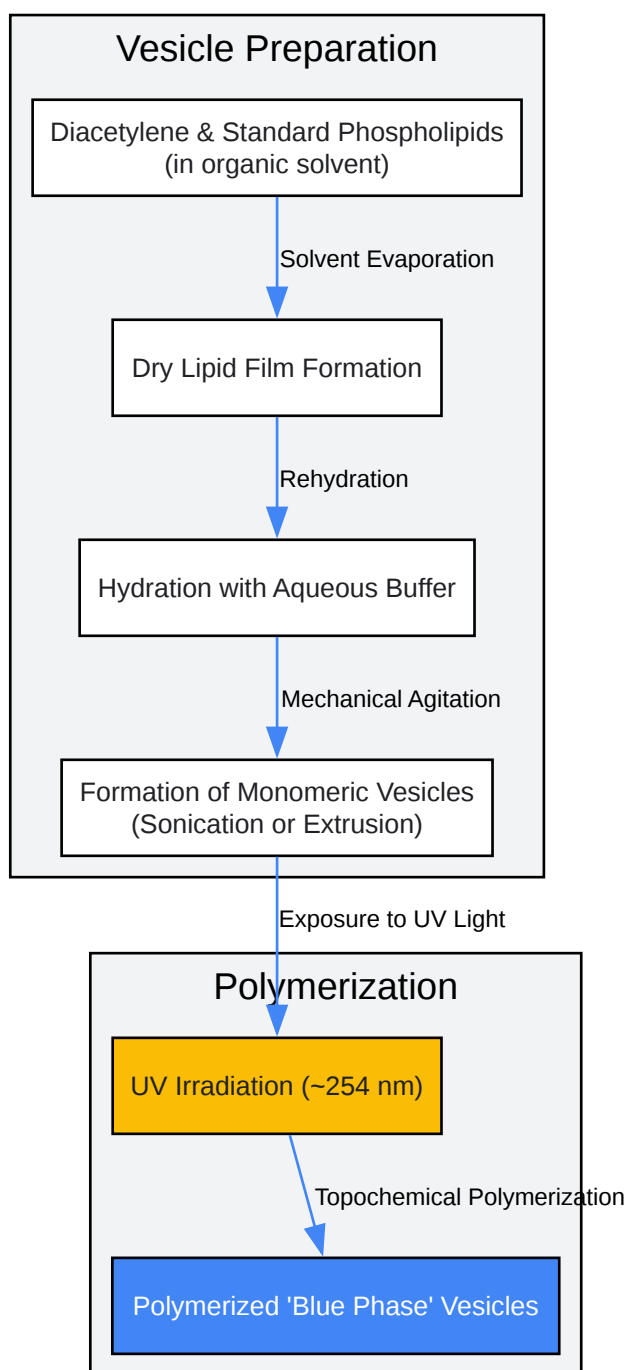 Vesicle Preparation
Diacetylene & Standard Phospholipids
(in organic solvent)
Solvent Evaporation
Dry Lipid Film Formation
Rehydration
Hydration with Aqueous Buffer
Mechanical Agitation
Formation of Monomeric Vesicles
(Sonication or Extrusion)
Exposure to UV Light
Polymerization
UV Irradiation (~254 nm)
Topochemical Polymerization
Polymerized 'Blue Phase' Vesicles